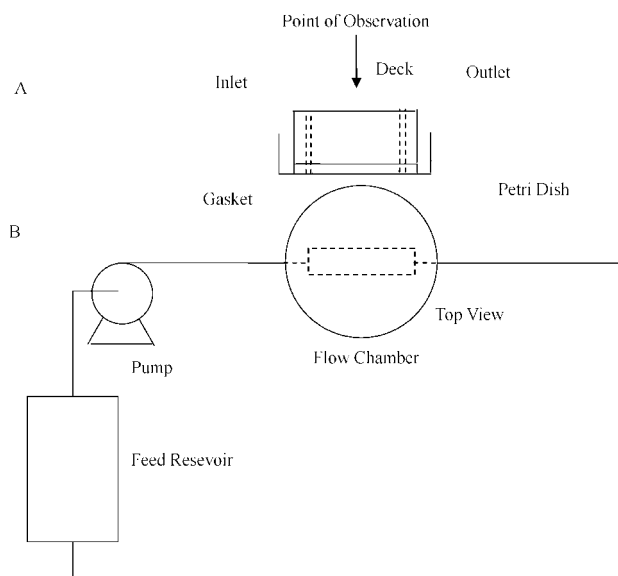 Point of Observation
Deck
Outlet
Inlet
A
Petri Dish
Gasket
B
Top View
Flow Chamber
Pump
Feed Resevoir